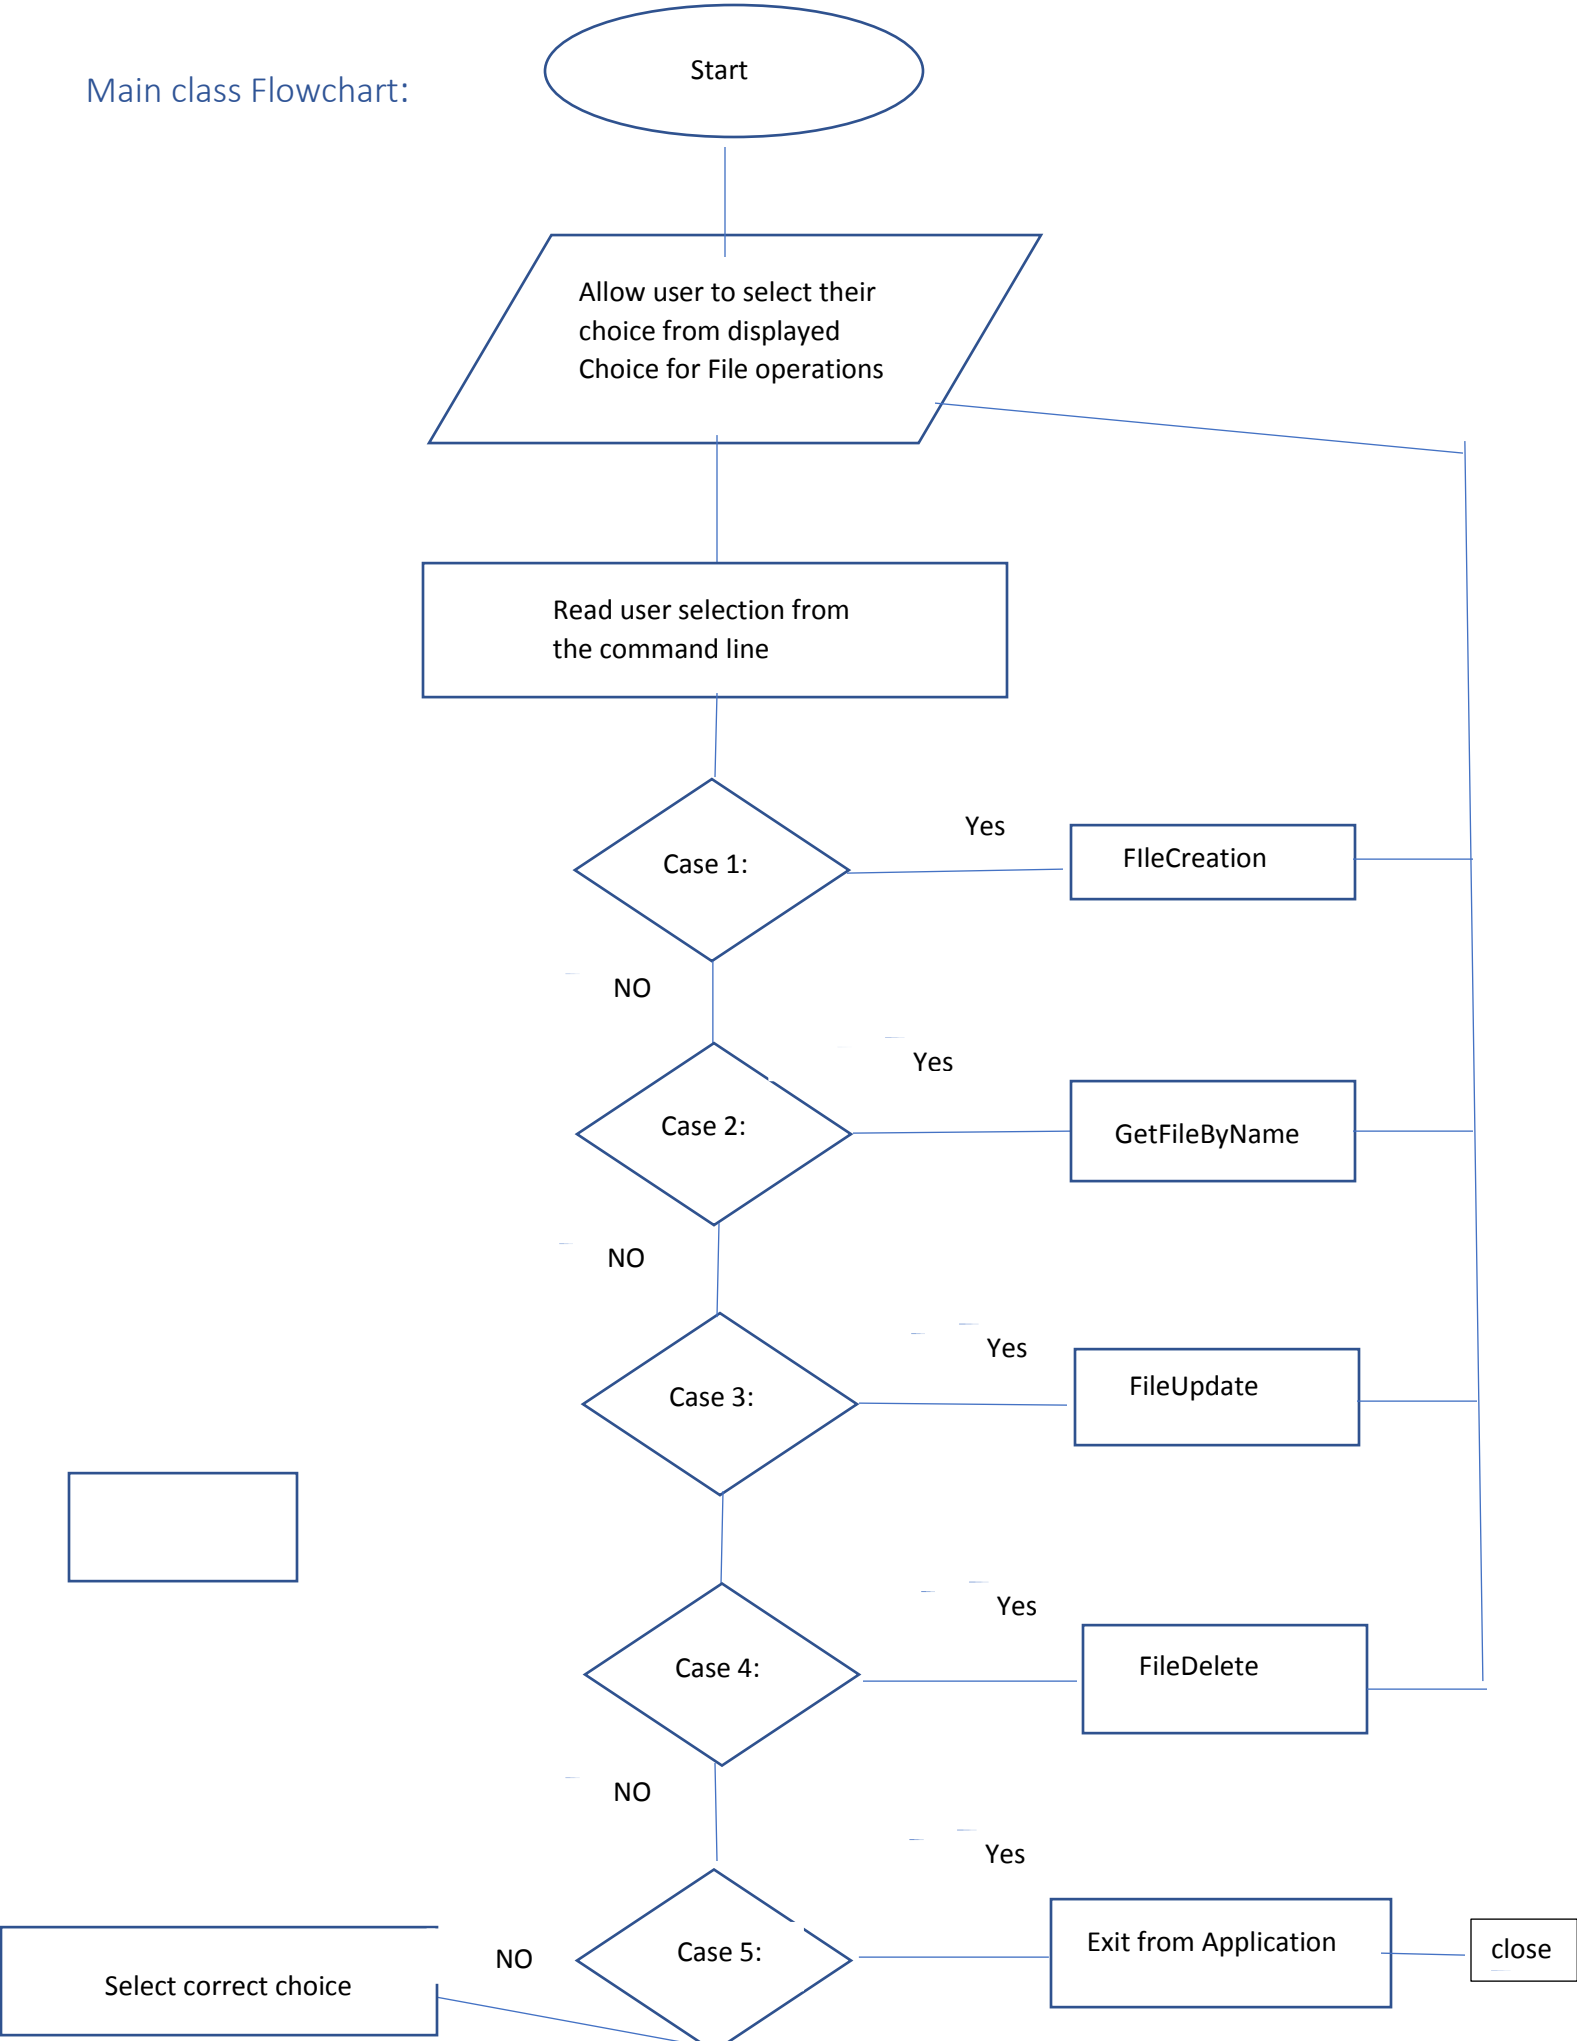 Start
Main class Flowchart:
Allow user to select their
choice from displayed
Choice for File operations
Read user selection from
the command line
Case 1:
Yes
FIleCreation
NO
Case 2:
Yes
GetFileByName
NO
Case 3:
Yes
FileUpdate
Case 4:
Yes
FileDelete
NO
Case 5:
Yes
Exit from Application
close
NO
Select correct choice